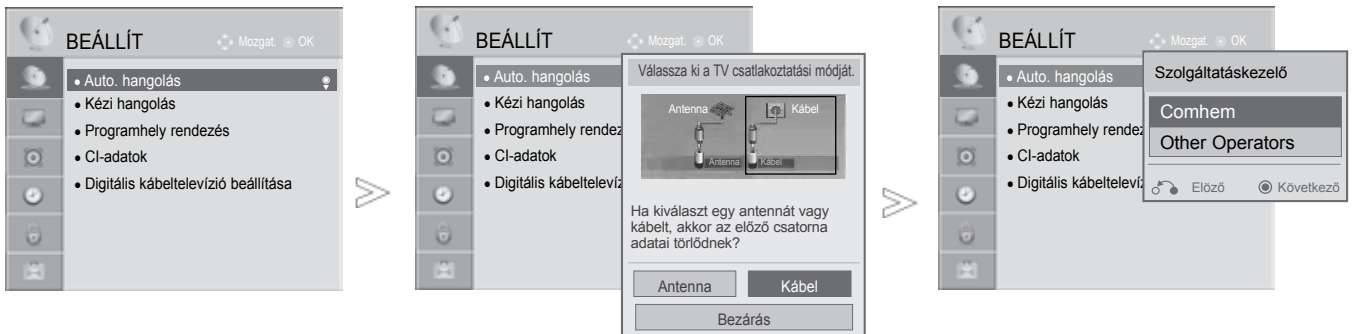 BEÁLLÍT
Mozgat. OK
● Auto. hangolás
● Kézi hangolás
● Programhely rendezés
● CI-adatok
● Digitális kábeltelevízió beállítása
BEÁLLÍT
Mozgat. OK
● Auto. hangolás
● Kézi hangolás
● Programhely rendez
● CI-adatok
● Digitális kábeltelevíz
Válassza ki a TV csatlakoztatási módját.
Antenna Kábel
Antenna Kábel
Ha kiválaszt egy antennát vagy
kábelt, akkor az előző csatorna
adatai törlődnek?
Antenna Kábel
Bezárás
BEÁLLÍT
Mozgat. OK
● Auto. hangolás
● Kézi hangolás
● Programhely rendez
● CI-adatok
● Digitális kábeltelevíz
Szolgáltatáskezelő
Comhem
Other Operators
Elöző Következő